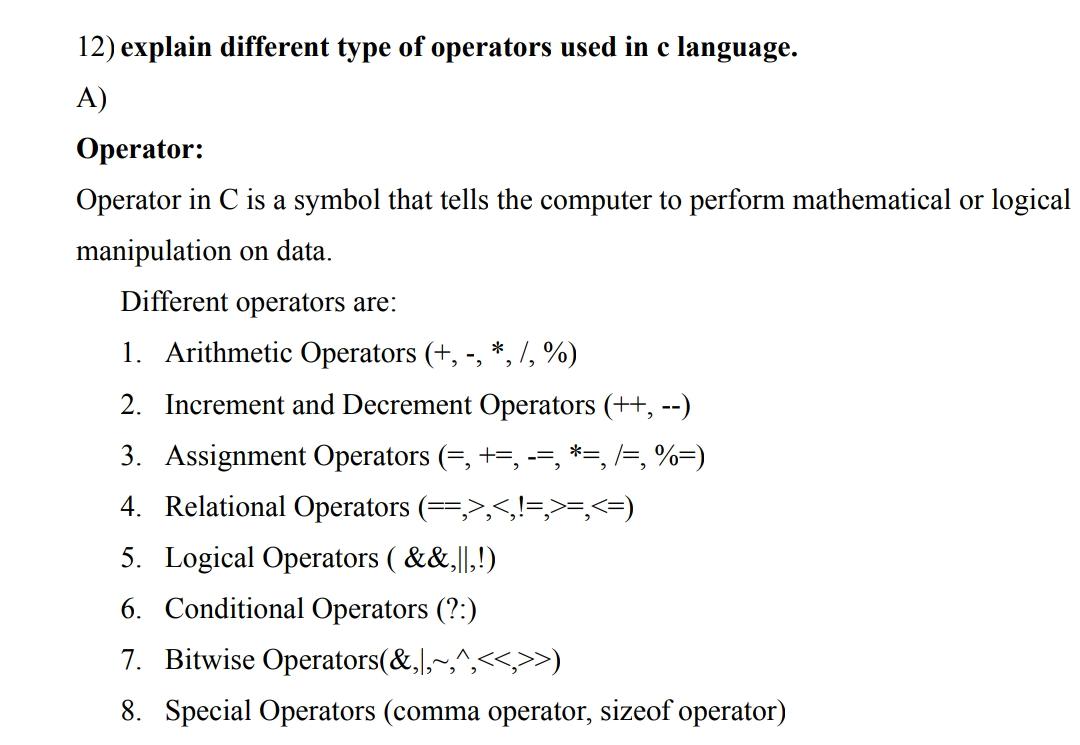 12) explain different type of operators used in c language.
A)
Operator:
Operator in C is a symbol that tells the computer to perform mathematical or logical
manipulation on data.
Different operators are:
1. Arithmetic Operators (+, -, *, /, %)
2. Increment and Decrement Operators (++, --)
3. Assignment Operators (=, +=, -=, *=, /=, %=)
4. Relational Operators (==,>,<,!=,>=,<=)
5. Logical Operators ( &&,||,!)
6. Conditional Operators (?:)
7. Bitwise Operators(&,|,~,^,<<,>>)
8. Special Operators (comma operator, sizeof operator)